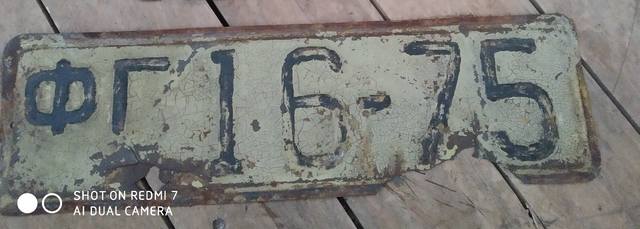 ФГ 16-75
SHOT ON REDMI 7
AI DUAL CAMERA